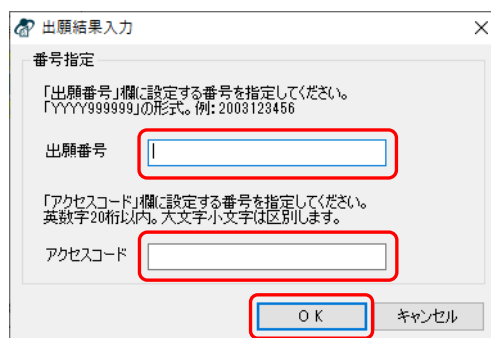 出願結果入力
番号指定
「出願番号」欄に設定する番号を指定してください。
「YYYY999999」の形式。例:2003123456
出願番号
「アクセスコード」欄に設定する番号を指定してください。
英数字20桁以内。大文字小文字は区別します。
アクセスコード
OK
キャンセル